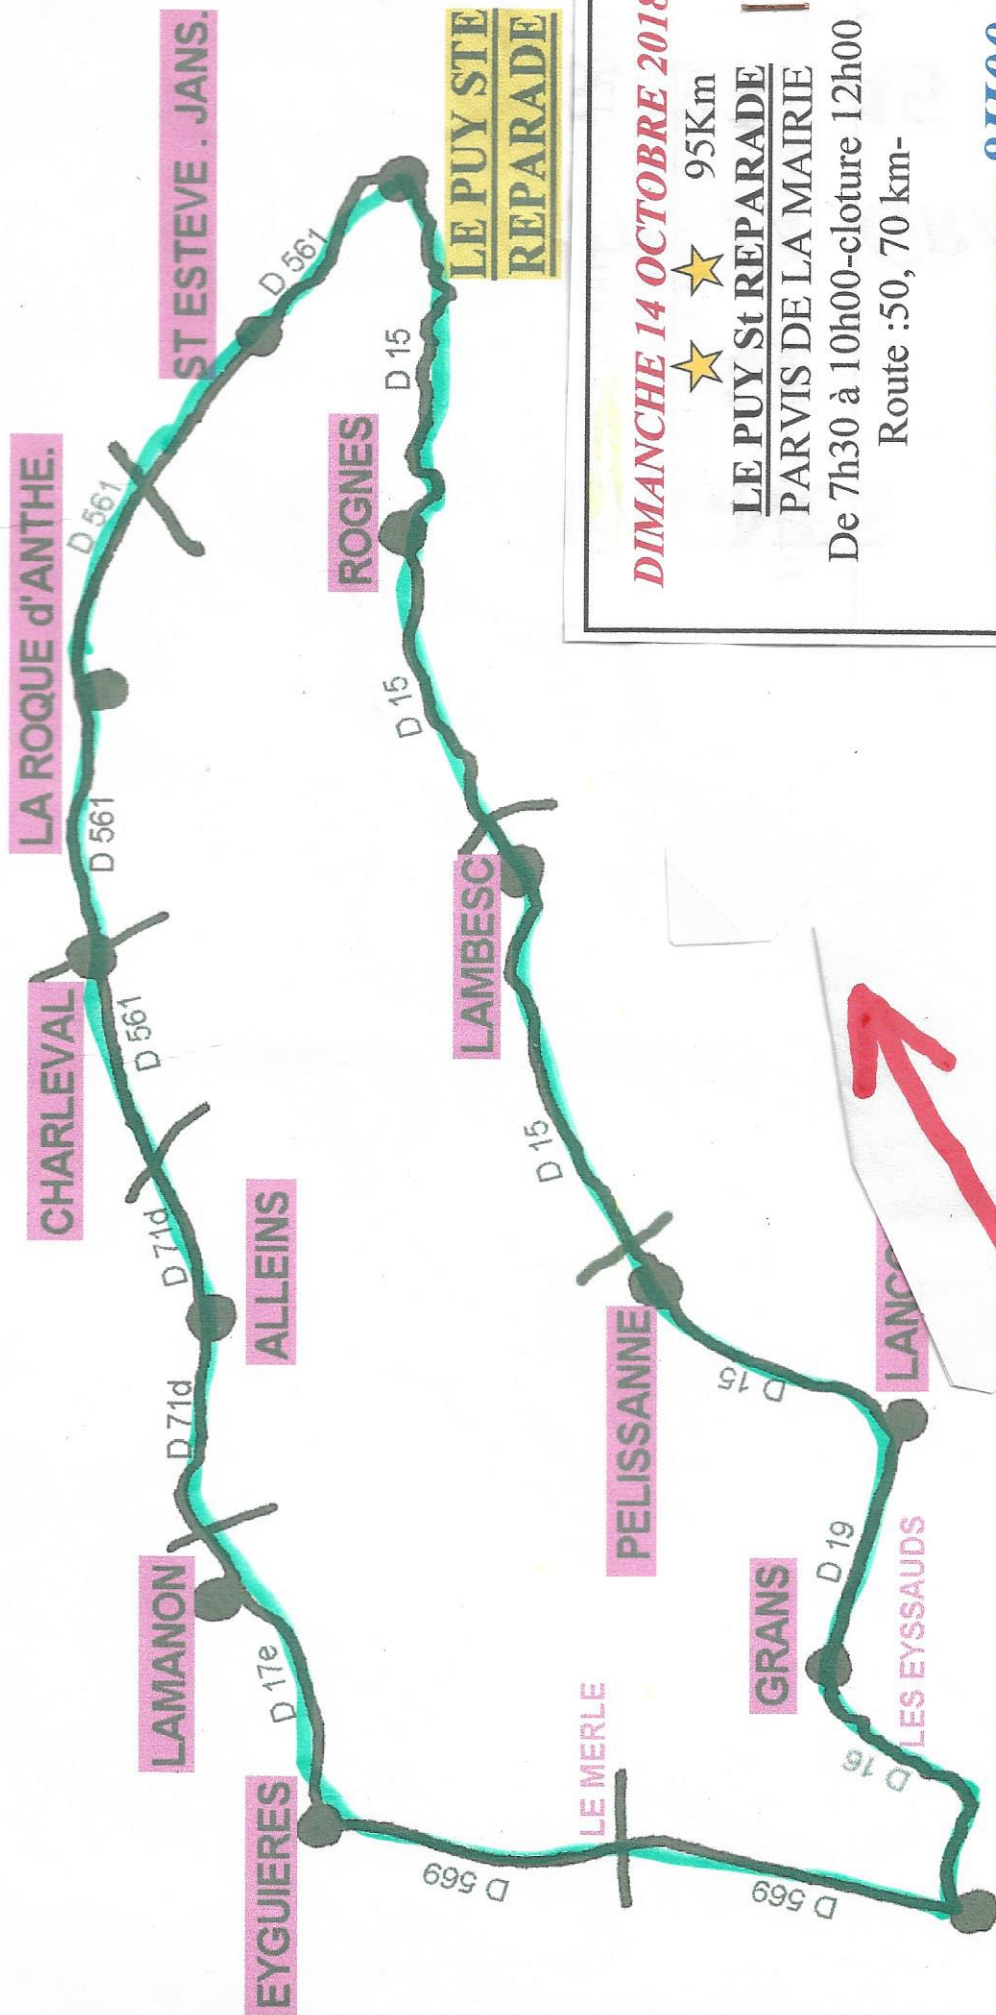 EYGUIERES
LAMANON
ALLEINS
CHARLEVAL
LA ROQUE d'ANTHE.
ST ESTEVE . JANS.
D 17e
D 71d
D 71d
D 561
D 561
D 561
D 561
LE PUY STE
REPARADE
D 569
LE MERLE
D 569
D 16
LES EYSSAUDS
GRANS
D 19
LANC
PELISSANNE
D 15
D 15
LAMBESC
D 15
ROGNES
D 15
DIMANCHE 14 OCTOBRE 2018
95Km
LE PUY St REPARADE
PARVIS DE LA MAIRIE
De 7h30 à 10h00-cloture 12h00
Route :50, 70 km-